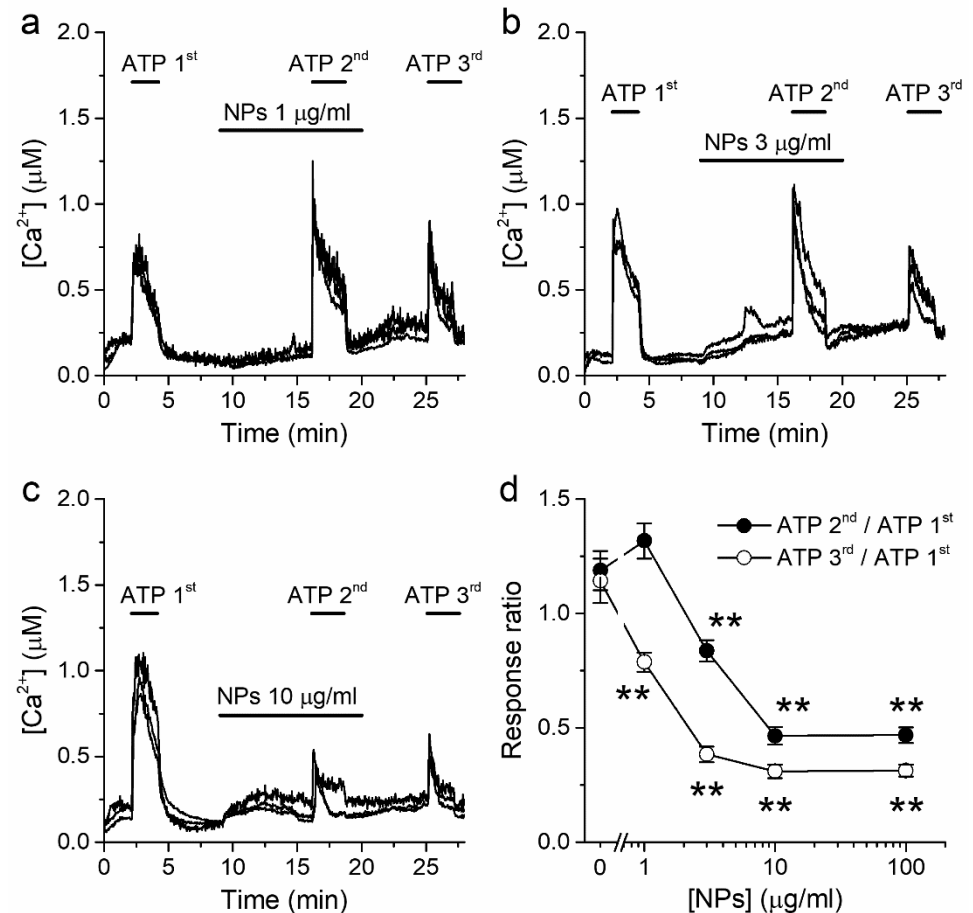 a
2.0
1.5
1.0
0.5
0.0
[Ca²⁺] (μM)
ATP 1ˢᵗ
ATP 2ⁿᵈ
ATP 3ʳᵈ
NPs 1 μg/ml
0 5 10 15 20 25
Time (min)
b
2.0
1.5
1.0
0.5
0.0
[Ca²⁺] (μM)
ATP 1ˢᵗ
ATP 2ⁿᵈ
ATP 3ʳᵈ
NPs 3 μg/ml
0 5 10 15 20 25
Time (min)
c
2.0
1.5
1.0
0.5
0.0
[Ca²⁺] (μM)
ATP 1ˢᵗ
ATP 2ⁿᵈ
ATP 3ʳᵈ
NPs 10 μg/ml
0 5 10 15 20 25
Time (min)
d
1.5
1.0
0.5
0.0
Response ratio
ATP 2ⁿᵈ / ATP 1ˢᵗ
ATP 3ʳᵈ / ATP 1ˢᵗ
**
**
** **
**
** **
0 1 10 100
[NPs] (μg/ml)